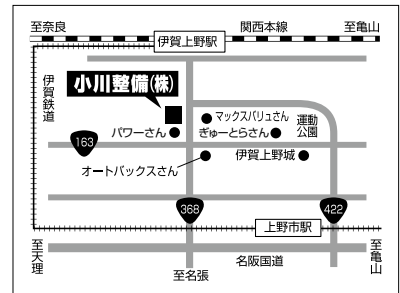 至奈良
関西本線
至亀山
伊賀上野駅
伊賀鉄道
小川整備㈱
マックスバリュさん
運動
公園
パワーさん
ぎゅーとらさん
163
オートバックスさん
伊賀上野城
368
422
上野市駅
至天理
至名張
名阪国道
至亀山